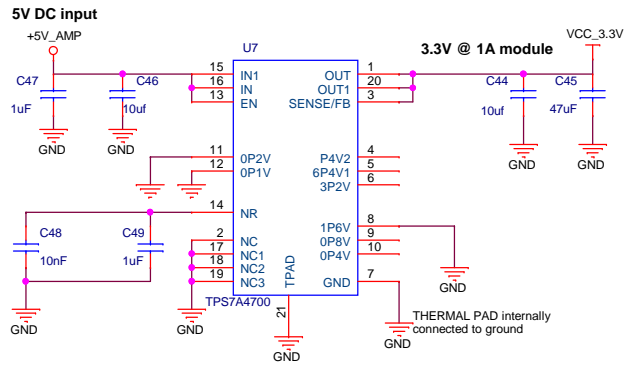 5V DC input
+5V_AMP
U7
3.3V @ 1A module
VCC_3.3V
C47
1uF
GND
C46
10uf
GND
15
16
13
IN1
IN
EN
OUT
OUT1
SENSE/FB
1
20
3
C44
10uf
GND
C45
47uF
GND
11
12
0P2V
0P1V
P4V2
6P4V1
3P2V
4
5
6
14
NR
1P6V
0P8V
0P4V
8
9
10
C48
10nF
C49
1uF
GND
2
17
18
19
NC
NC1
NC2
NC3
TPAD
GND
7
GND
TPS7A4700
21
GND
GND
GND
THERMAL PAD internally
connected to ground